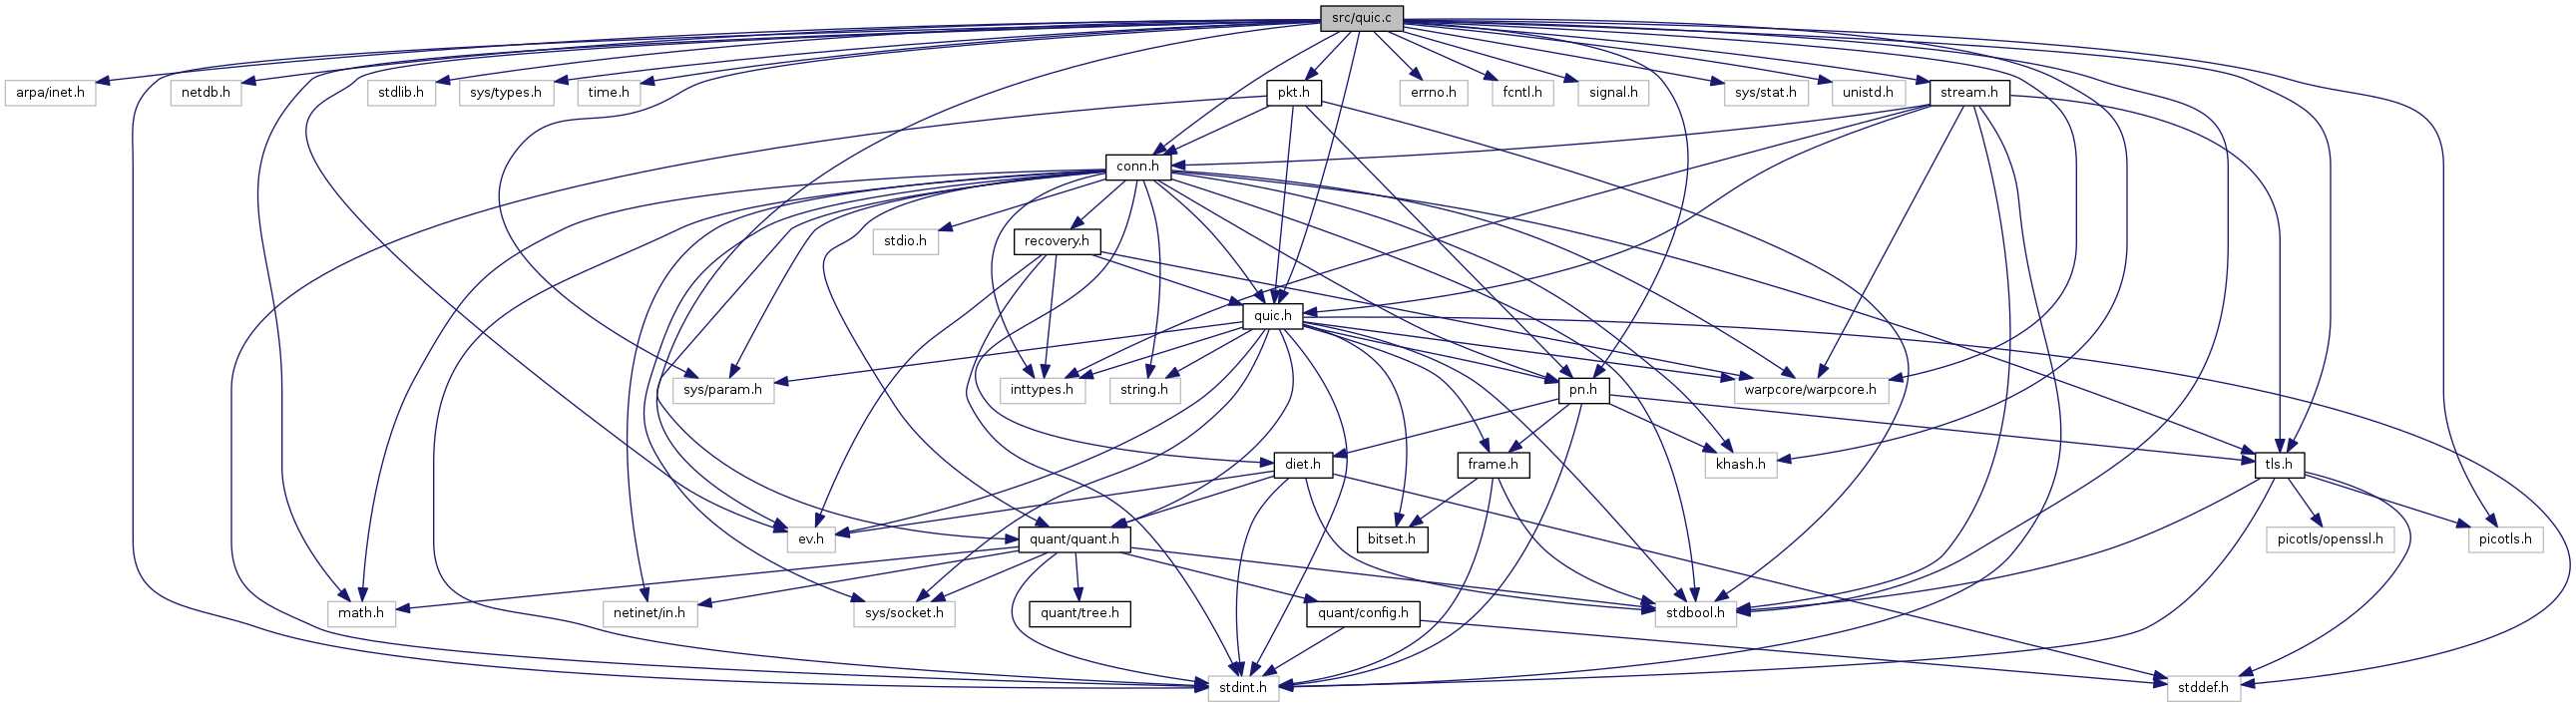 src/quic.c
arpa/inet.h
netdb.h
stdlib.h
sys/types.h
time.h
pkt.h
errno.h
fcntl.h
signal.h
sys/stat.h
unistd.h
stream.h
conn.h
stdio.h
recovery.h
quic.h
sys/param.h
inttypes.h
string.h
pn.h
warpcore/warpcore.h
diet.h
frame.h
khash.h
tls.h
ev.h
quant/quant.h
bitset.h
picotls/openssl.h
picotls.h
math.h
netinet/in.h
sys/socket.h
quant/tree.h
quant/config.h
stdbool.h
stdint.h
stddef.h